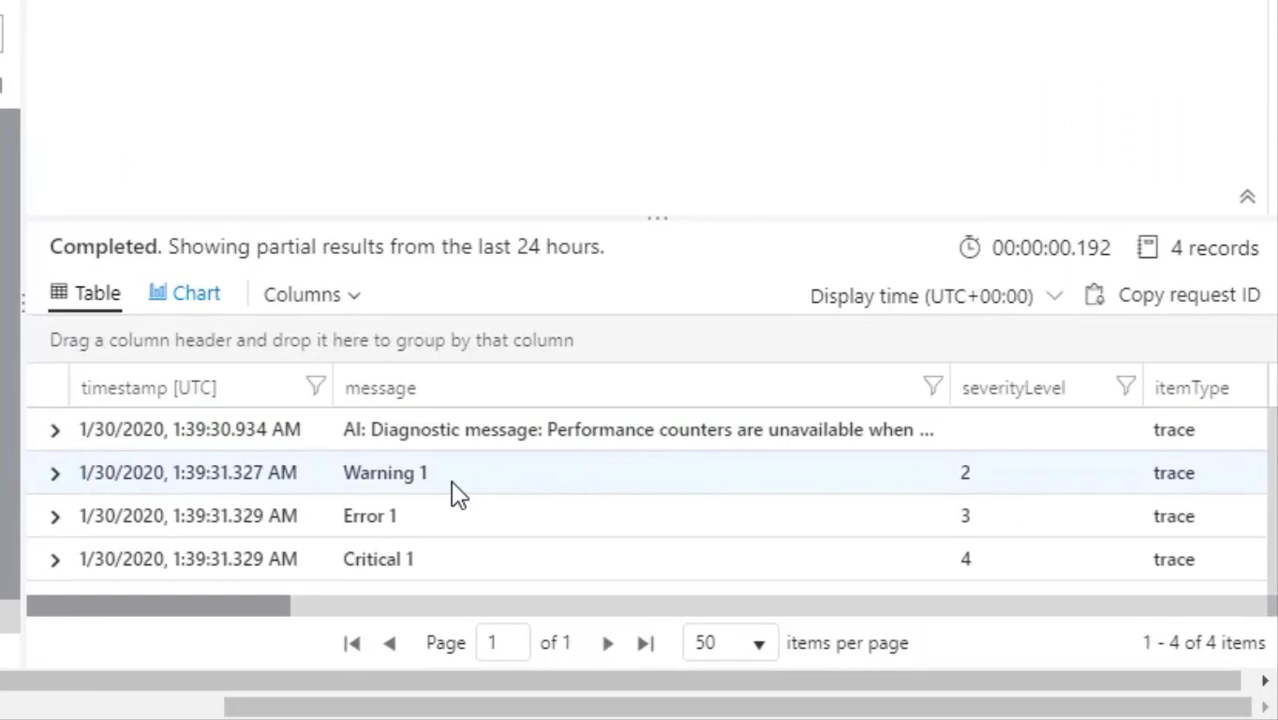 Completed. Showing partial results from the last 24 hours. 00:00:00.192 4 records
Table Chart Columns Display time (UTC+00:00) Copy request ID
Drag a column header and drop it here to group by that column
timestamp [UTC] message severityLevel itemType
1/30/2020, 1:39:30.934 AM AI: Diagnostic message: Performance counters are unavailable when ... trace
1/30/2020, 1:39:31.327 AM Warning 1 2 trace
1/30/2020, 1:39:31.329 AM Error 1 3 trace
1/30/2020, 1:39:31.329 AM Critical 1 4 trace
Page 1 of 1 50 items per page 1 - 4 of 4 items